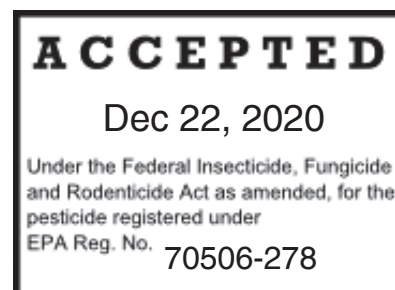 ACCEPTED
Dec 22, 2020
Under the Federal Insecticide, Fungicide
and Rodenticide Act as amended, for the
pesticide registered under
EPA Reg. No. 70506-278